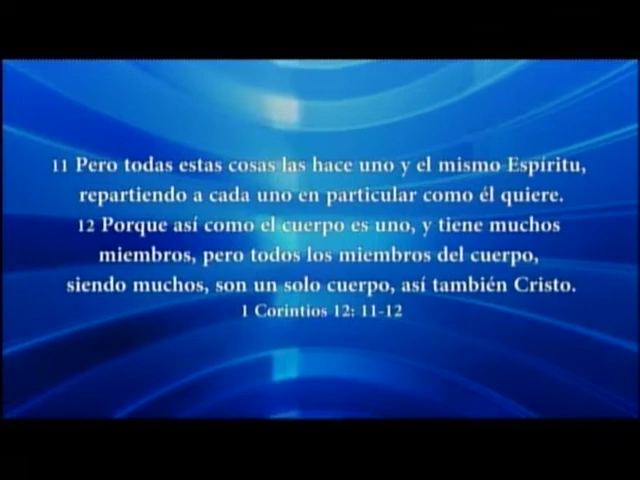 11 Pero todas estas cosas las hace uno y el mismo Espíritu,
repartiendo a cada uno en particular como él quiere.
12 Porque así como el cuerpo es uno, y tiene muchos
miembros, pero todos los miembros del cuerpo,
siendo muchos, son un solo cuerpo, así también Cristo.
1 Corintios 12: 11-12